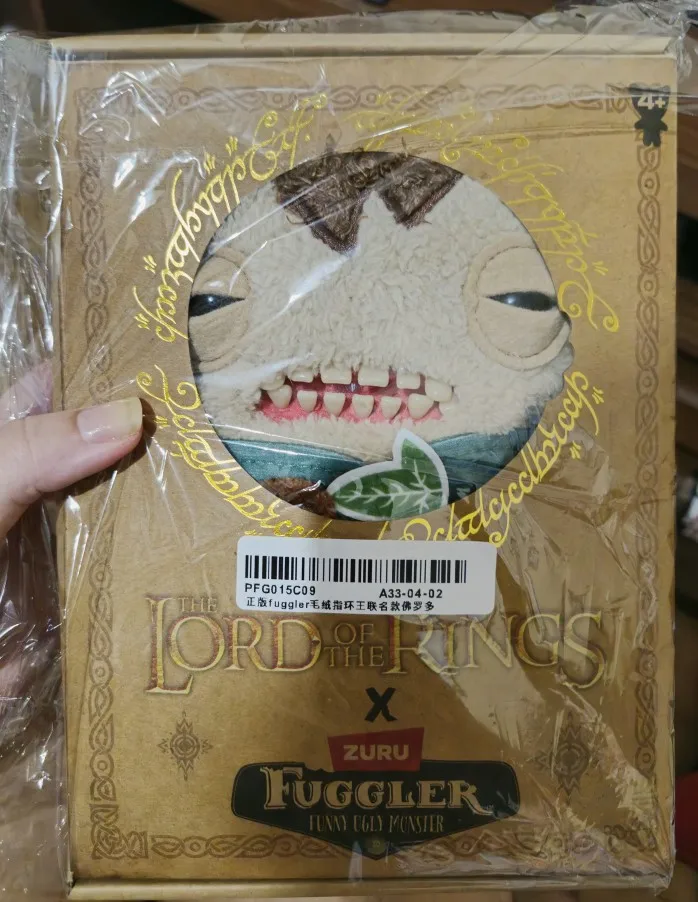 4+
PFG015C09 A33-04-02
正版fuggler毛绒指环王联名款佛罗多
THE
LORD OF THE RINGS
X
ZURU
FUGGLER
FUNNY UGLY MONSTER